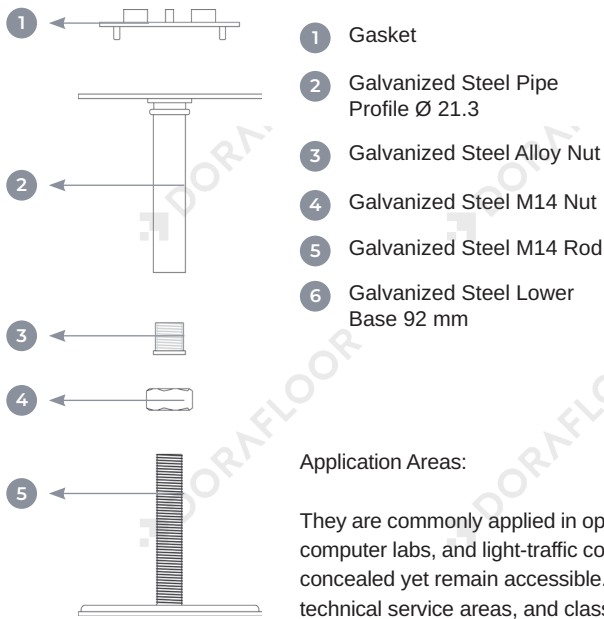 1 Gasket
2 Galvanized Steel Pipe
Profile Ø 21.3
3 Galvanized Steel Alloy Nut
4 Galvanized Steel M14 Nut
5 Galvanized Steel M14 Rod
6 Galvanized Steel Lower
Base 92 mm
1
2
3
4
5
DORAFLOOR
Application Areas:
They are commonly applied in
computer labs, and light-traffic
concealed yet remain accessible.
technical service areas, and